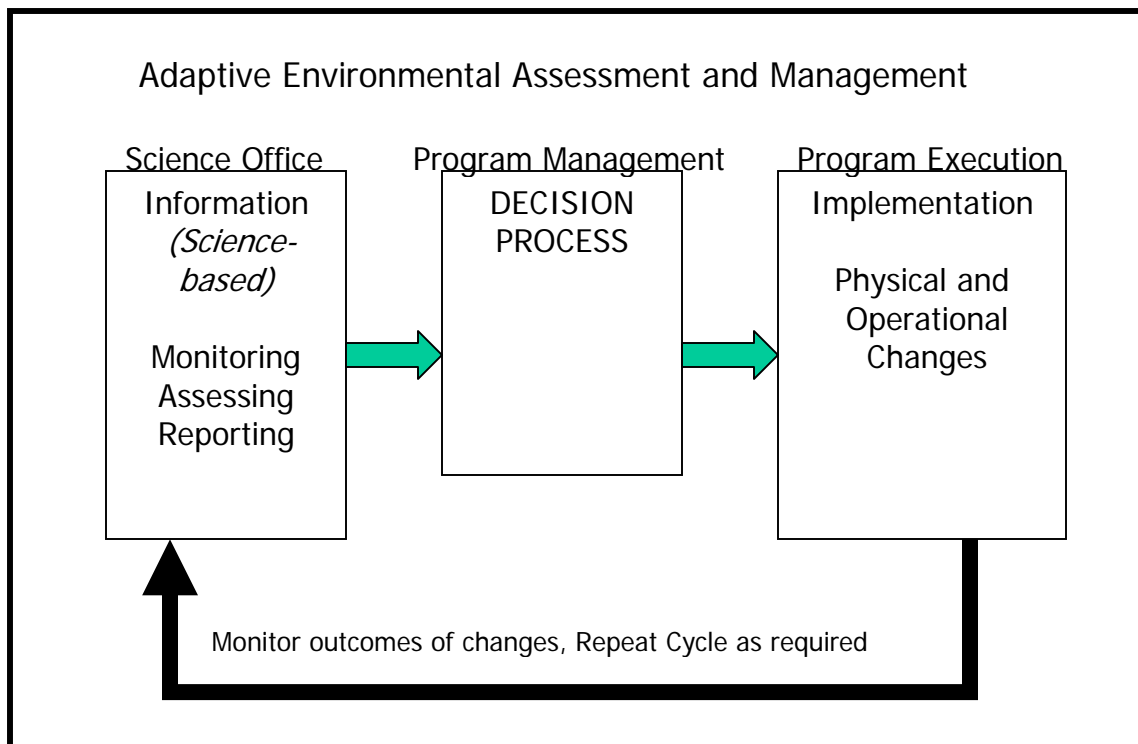 Adaptive Environmental Assessment and Management
Science Office
Information
(Science-
based)
Monitoring
Assessing
Reporting
Program Management
DECISION
PROCESS
Program Execution
Implementation
Physical and
Operational
Changes
Monitor outcomes of changes, Repeat Cycle as required